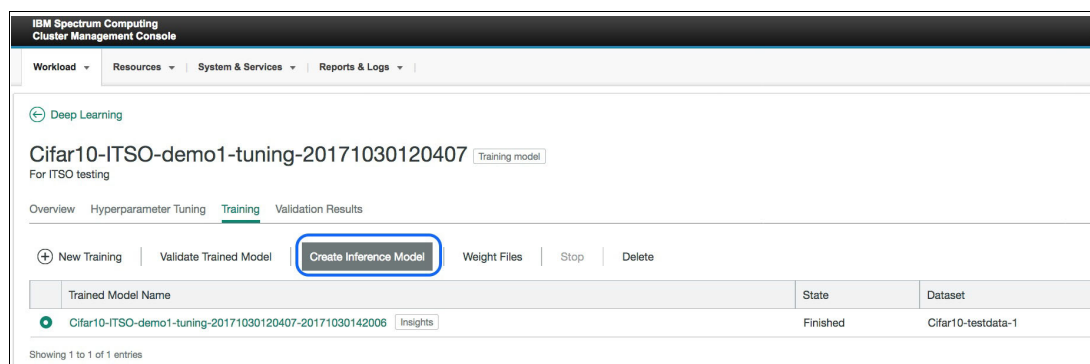 IBM Spectrum Computing
Cluster Management Console
Workload Resources System & Services Reports & Logs
Deep Learning
Cifar10-ITSO-demo1-tuning-20171030120407 Training model
For ITSO testing
Overview Hyperparameter Tuning Training Validation Results
New Training Validate Trained Model Create Inference Model Weight Files Stop Delete
Trained Model Name State Dataset
Cifar10-ITSO-demo1-tuning-20171030120407-20171030142006 Insights Finished Cifar10-testdata-1
Showing 1 to 1 of 1 entries